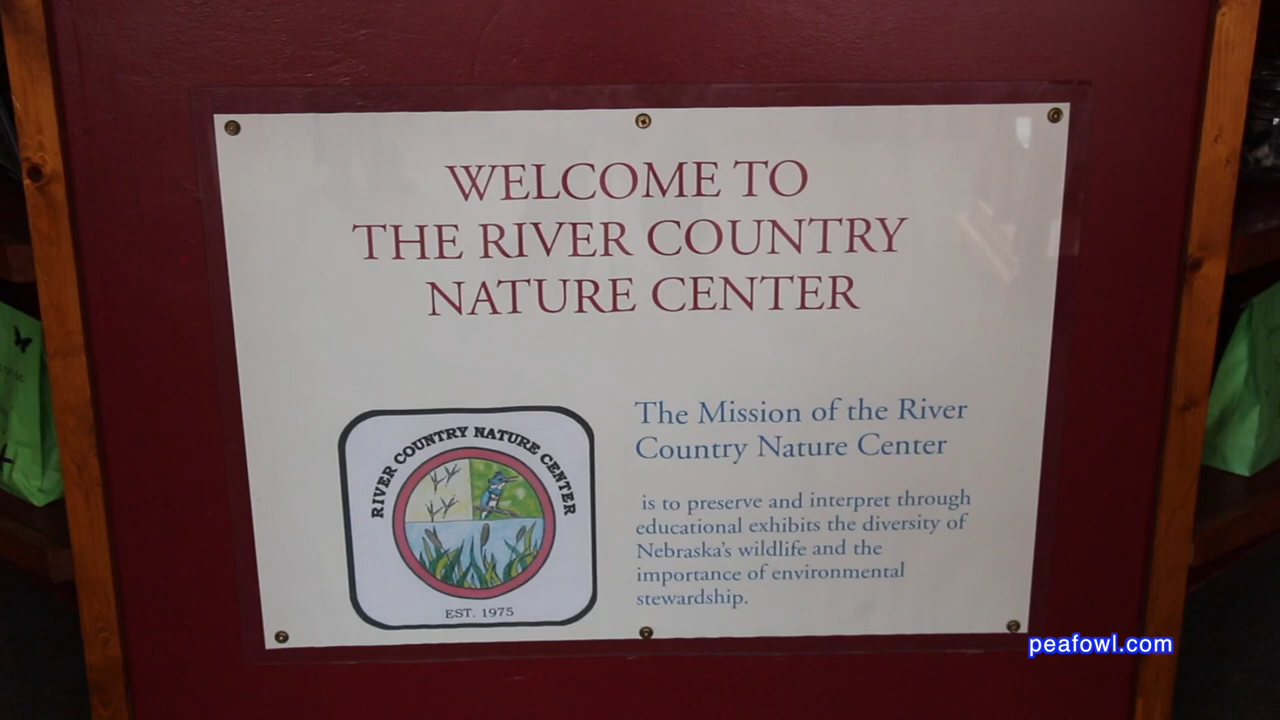 WELCOME TO
THE RIVER COUNTRY
NATURE CENTER
RIVER COUNTRY NATURE CENTER
EST. 1975
The Mission of the River
Country Nature Center
is to preserve and interpret through
educational exhibits the diversity of
Nebraska's wildlife and the
importance of environmental
stewardship.
peafowl.com